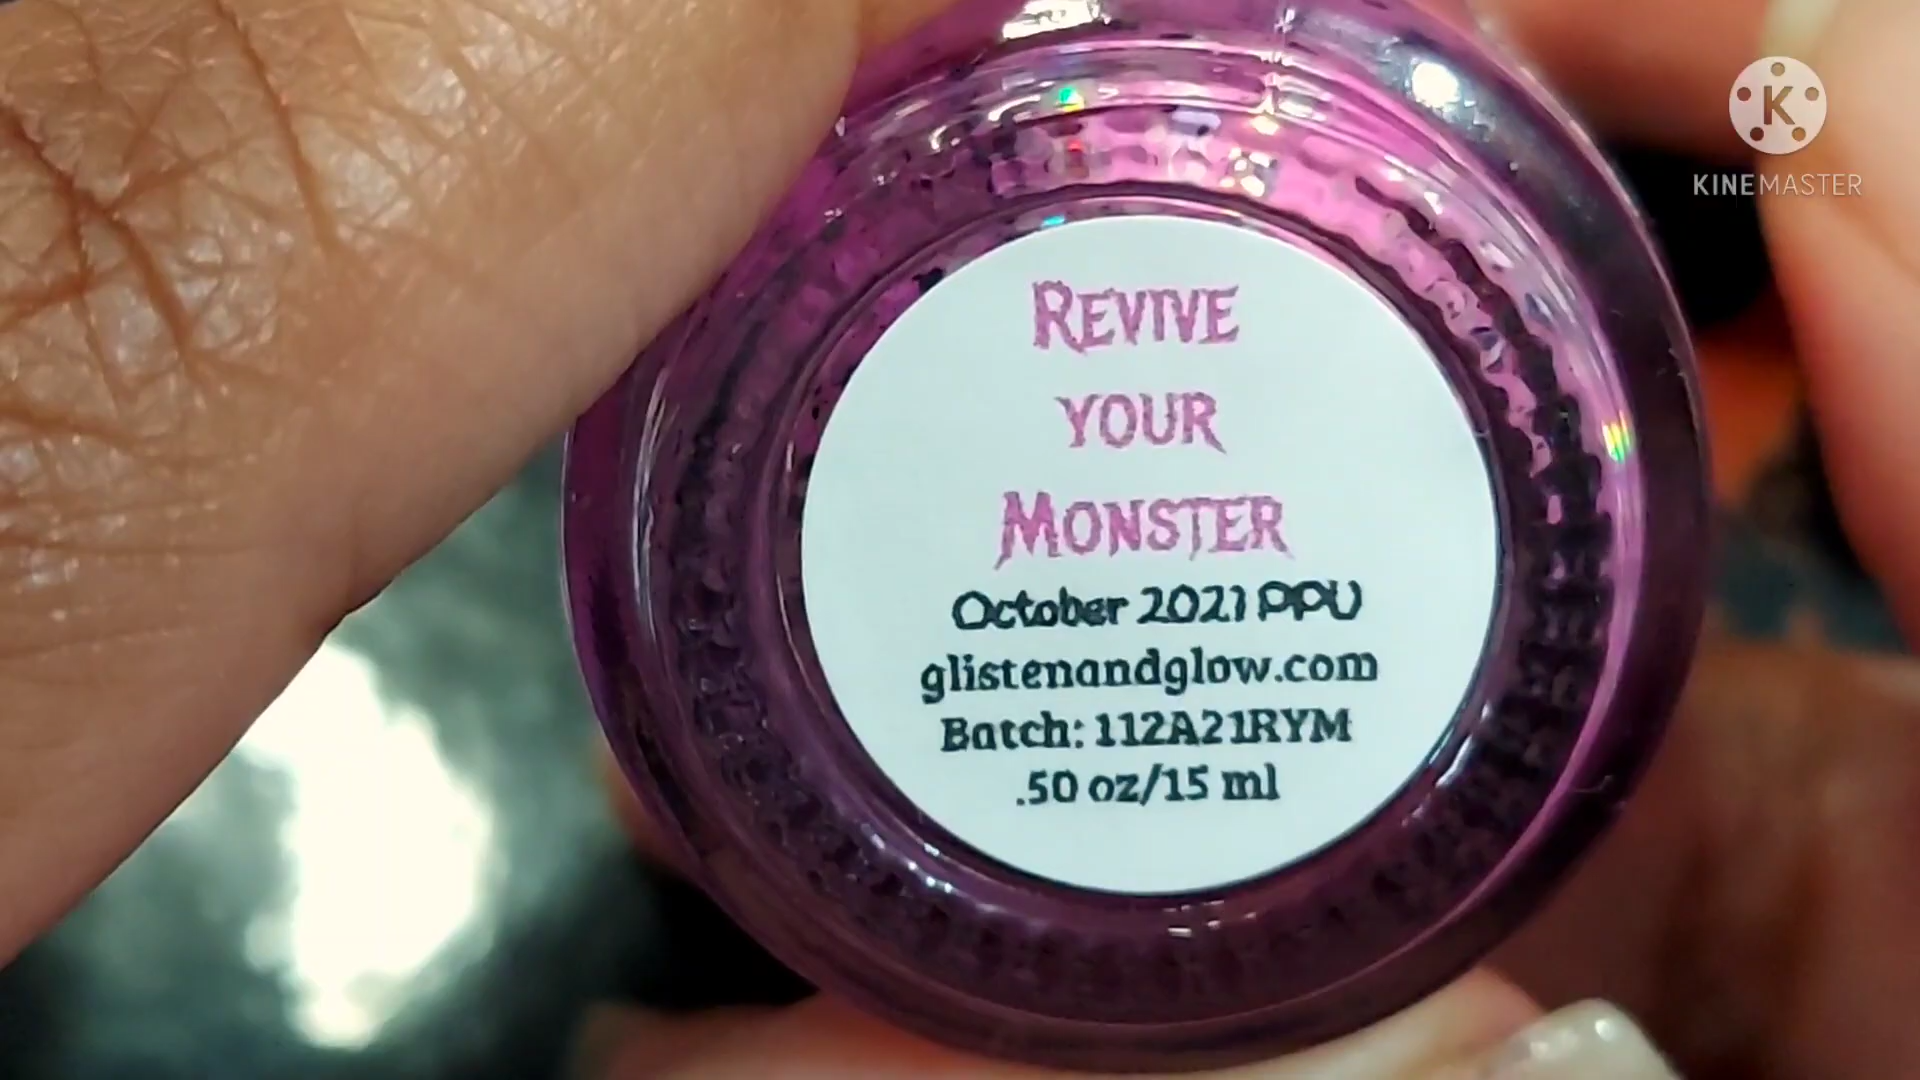 K
KINEMASTER
REVIVE
YOUR
MONSTER
October 2021 PPU
glistenandglow.com
Batch: 112A21RYM
.50 oz/15 ml